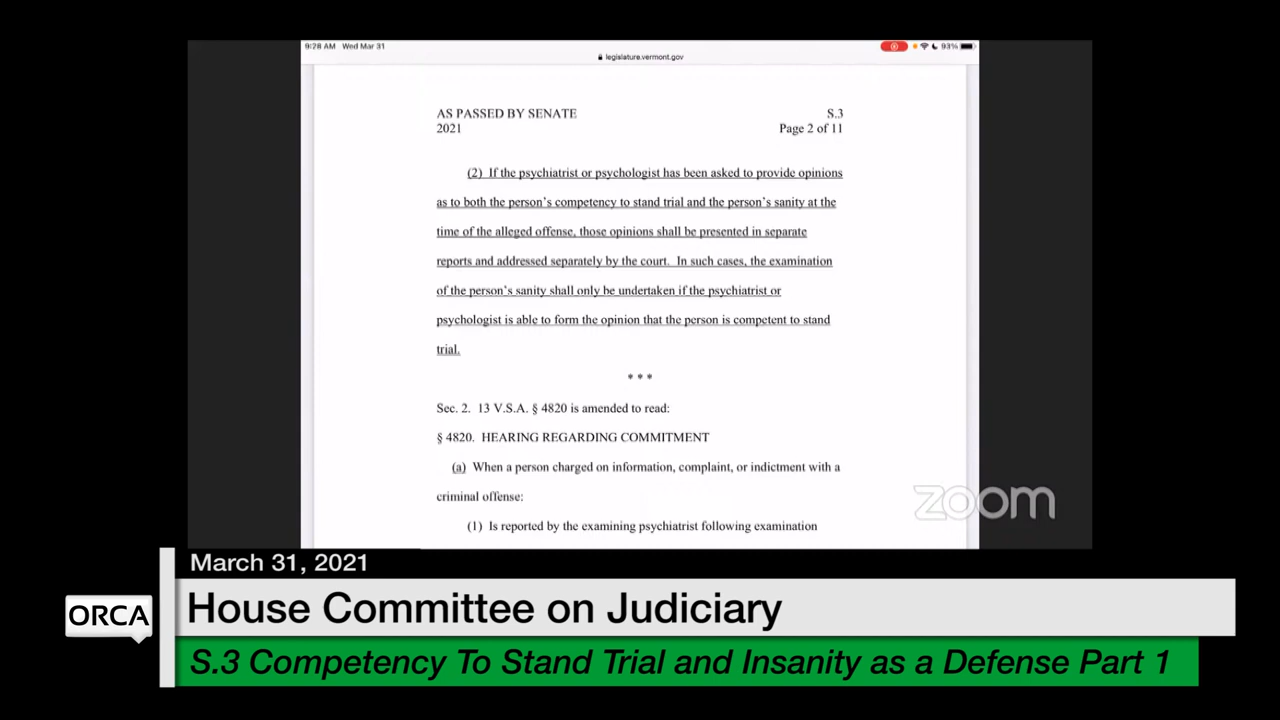 9:28 AM Wed Mar 31
93%
legislature.vermont.gov
AS PASSED BY SENATE S.3
2021 Page 2 of 11
(2) If the psychiatrist or psychologist has been asked to provide opinions
as to both the person's competency to stand trial and the person's sanity at the
time of the alleged offense, those opinions shall be presented in separate
reports and addressed separately by the court. In such cases, the examination
of the person's sanity shall only be undertaken if the psychiatrist or
psychologist is able to form the opinion that the person is competent to stand
trial.
* * *
Sec. 2. 13 V.S.A. § 4820 is amended to read:
§ 4820. HEARING REGARDING COMMITMENT
(a) When a person charged on information, complaint, or indictment with a
criminal offense:
(1) Is reported by the examining psychiatrist following examination
zoom
March 31, 2021
ORCA
House Committee on Judiciary
S.3 Competency To Stand Trial and Insanity as a Defense Part 1